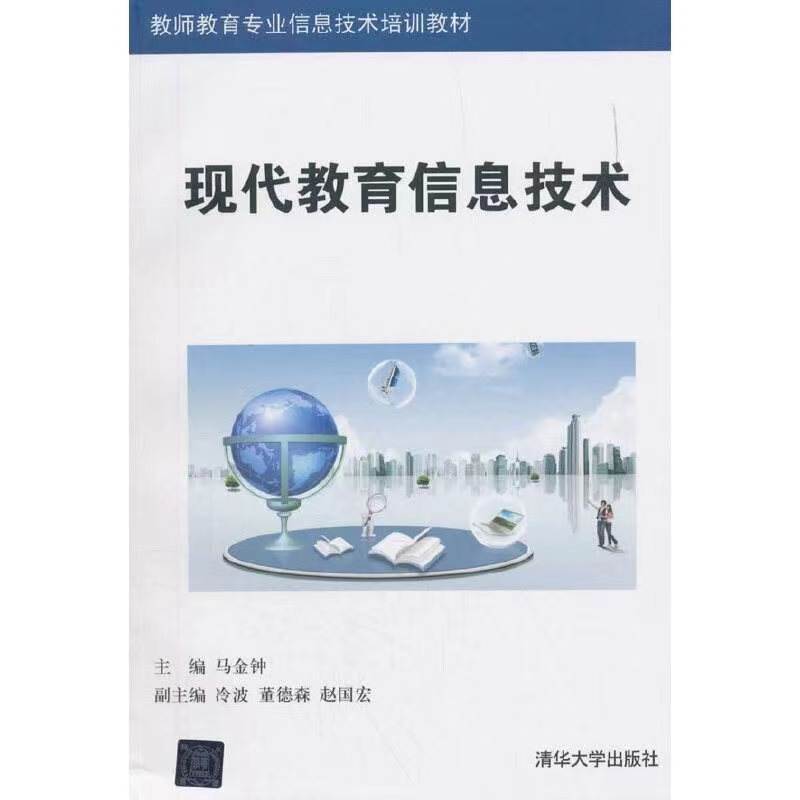 教师教育专业信息技术培训教材
现代教育信息技术
主 编 马金钟
副主编 冷波 董德森 赵国宏
清华大学出版社